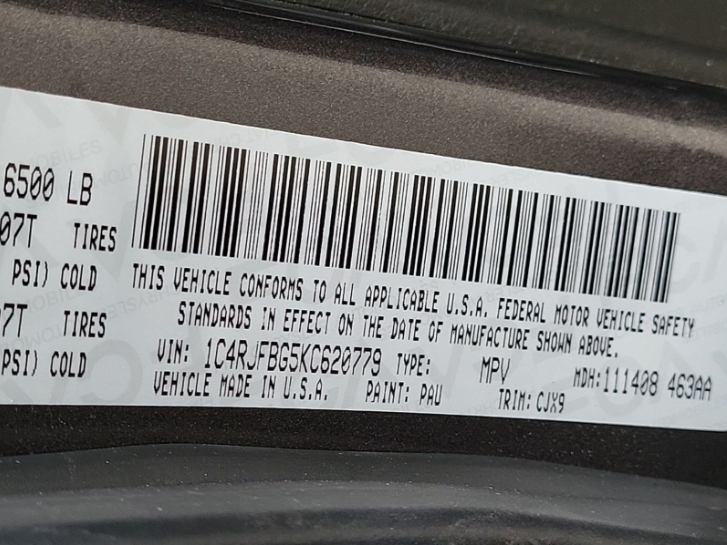 6500 LB
07T TIRES
PSI) COLD
07T TIRES
PSI) COLD
THIS VEHICLE CONFORMS TO ALL APPLICABLE U.S.A. FEDERAL MOTOR VEHICLE SAFETY
STANDARDS IN EFFECT ON THE DATE OF MANUFACTURE SHOWN ABOVE.
VIN: 1C4RJFBG5KC620779 TYPE: MPV MDH:111408 463AA
VEHICLE MADE IN U.S.A. PAINT: PAU TRIM: CJX9